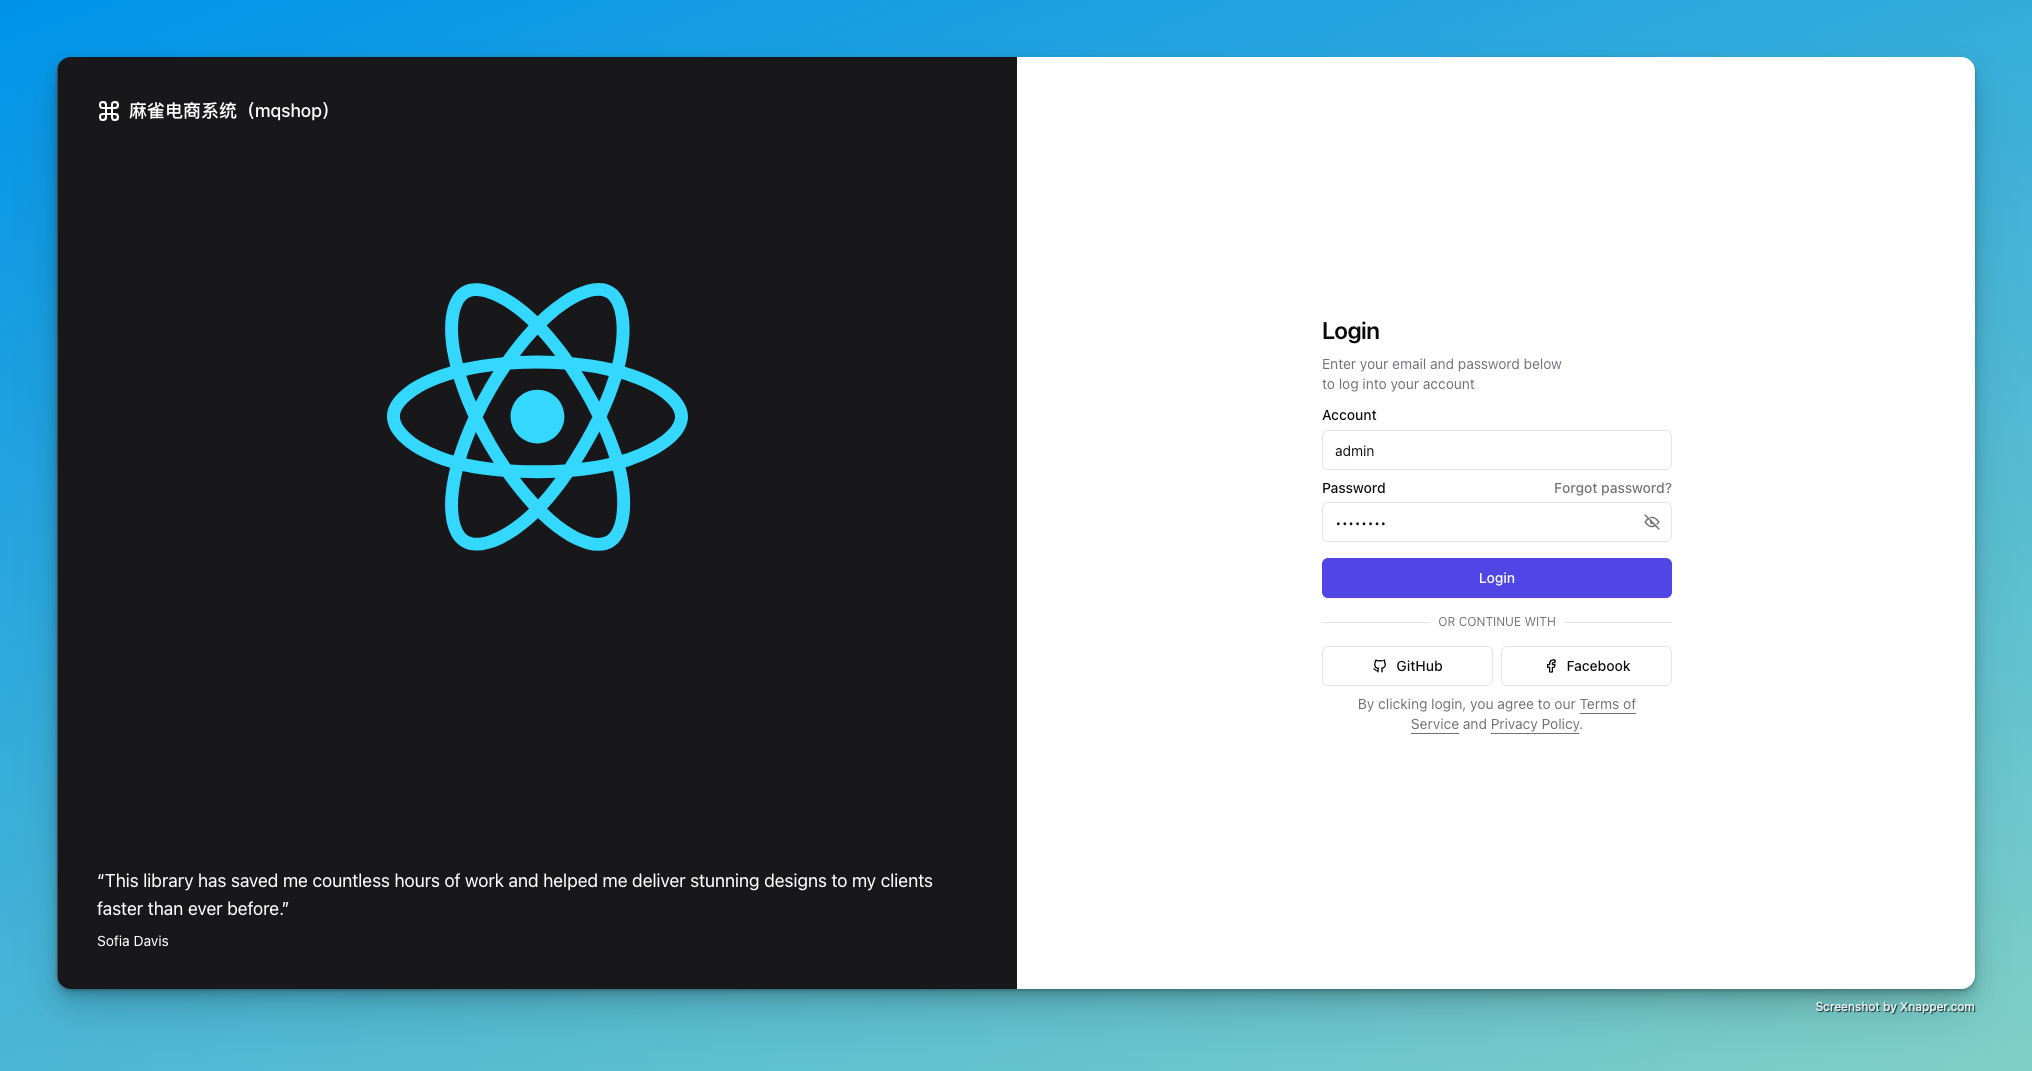 麻雀电商系统（mqshop）
“This library has saved me countless hours of work and helped me deliver stunning designs to my clients
faster than ever before.”
Sofia Davis
Login
Enter your email and password below
to log into your account
Account
admin
Password
Forgot password?
••••••••
Login
OR CONTINUE WITH
GitHub
Facebook
By clicking login, you agree to our Terms of
Service and Privacy Policy.
Screenshot by Xnapper.com